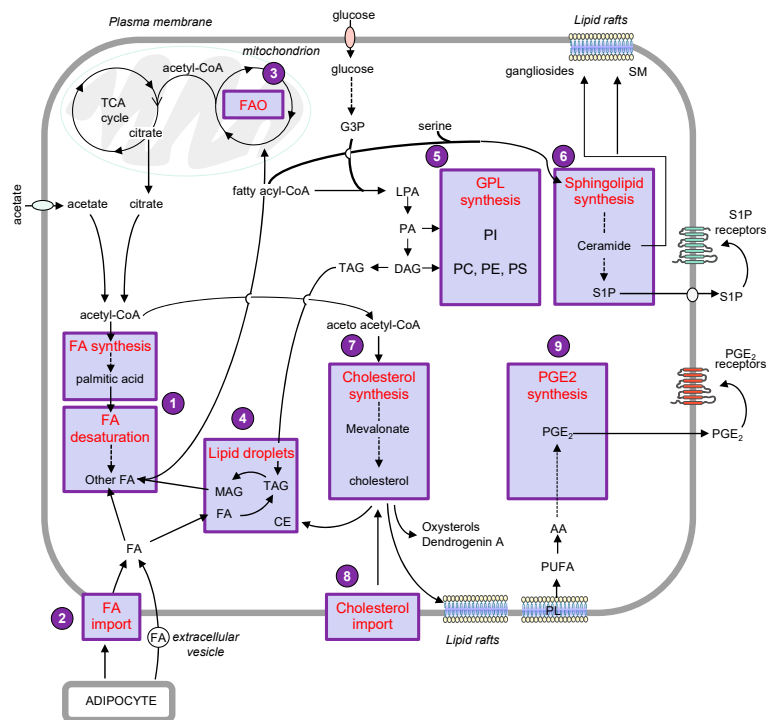 Plasma membrane
glucose
Lipid rafts
mitochondrion
acetyl-CoA
3
glucose
gangliosides
SM
TCA
cycle
FAO
citrate
G3P
serine
5
6
fatty acyl-CoA
LPA
GPL
synthesis
Sphingolipid
synthesis
acetate
acetate
citrate
PA
PI
Ceramide
S1P
receptors
TAG
DAG
PC, PE, PS
S1P
S1P
acetyl-CoA
aceto acetyl-CoA
FA synthesis
palmitic acid
7
9
Cholesterol
synthesis
PGE2
synthesis
PGE2
receptors
1
FA
desaturation
4
Mevalonate
PGE2
PGE2
Lipid droplets
Other FA
MAG
TAG
cholesterol
FA
CE
Oxysterols
Dendrogenin A
AA
FA
PUFA
8
2
FA
import
FA
extracellular
vesicle
Cholesterol
import
PL
Lipid rafts
ADIPOCYTE